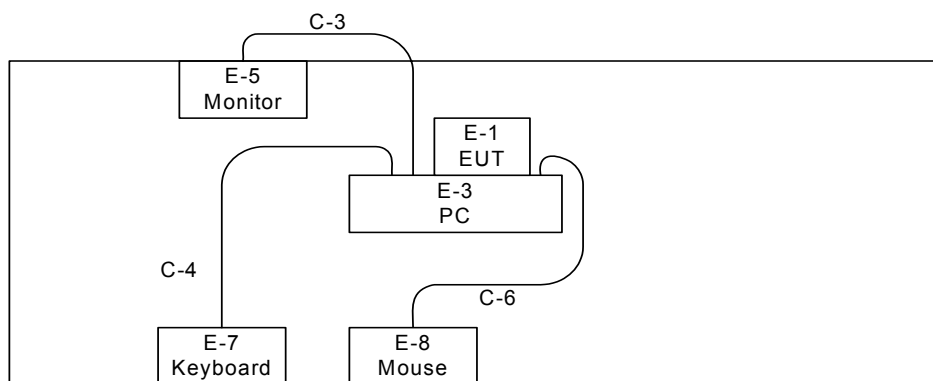 C-3
E-5
Monitor
E-1
EUT
E-3
PC
C-4
C-6
E-7
Keyboard
E-8
Mouse